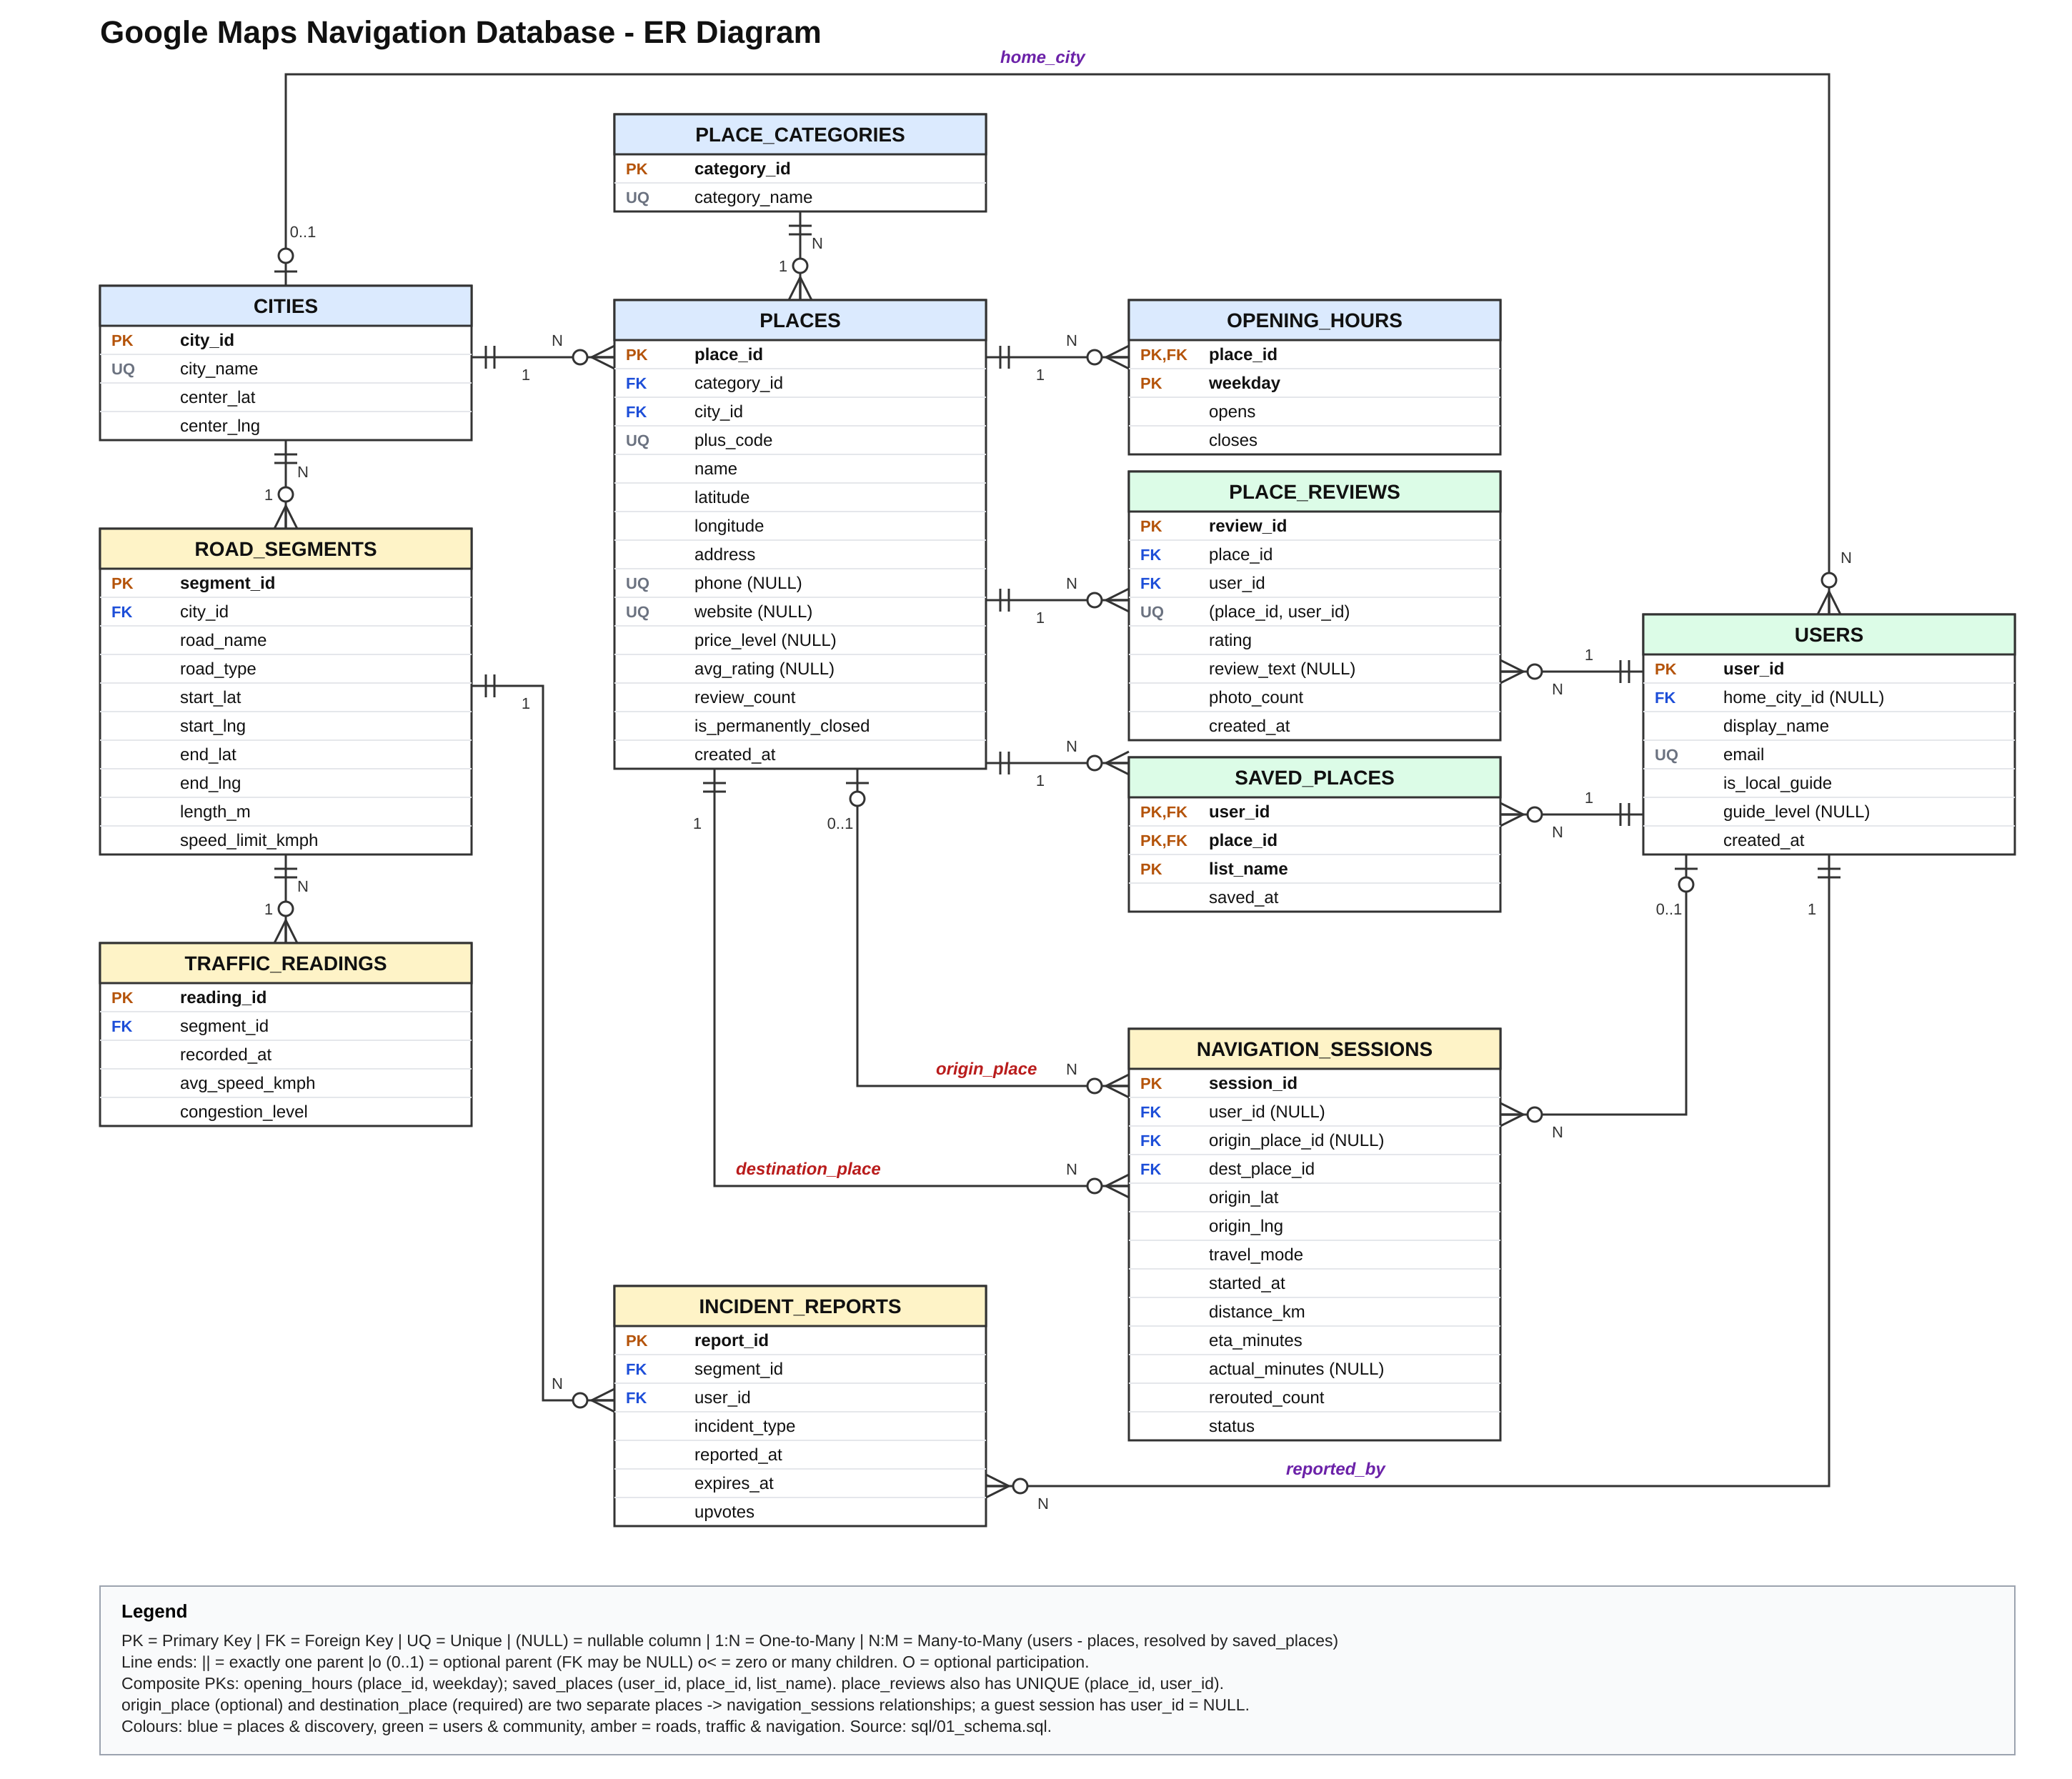 Google Maps Navigation Database - ER Diagram
home_city
PLACE_CATEGORIES
PK category_id
UQ category_name
N
1
0..1
CITIES
PK city_id
UQ city_name
center_lat
center_lng
N
1
N
1
PLACES
PK place_id
FK category_id
FK city_id
UQ plus_code
name
latitude
longitude
address
UQ phone (NULL)
UQ website (NULL)
price_level (NULL)
avg_rating (NULL)
review_count
is_permanently_closed
created_at
N
1
OPENING_HOURS
PK,FK place_id
PK weekday
opens
closes
N
1
PLACE_REVIEWS
PK review_id
FK place_id
FK user_id
UQ (place_id, user_id)
rating
review_text (NULL)
photo_count
created_at
1
N
N
USERS
PK user_id
FK home_city_id (NULL)
display_name
UQ email
is_local_guide
guide_level (NULL)
created_at
ROAD_SEGMENTS
PK segment_id
FK city_id
road_name
road_type
start_lat
start_lng
end_lat
end_lng
length_m
speed_limit_kmph
1
N
1
SAVED_PLACES
PK,FK user_id
PK,FK place_id
PK list_name
saved_at
1
N
1
0..1
0..1
1
N
1
TRAFFIC_READINGS
PK reading_id
FK segment_id
recorded_at
avg_speed_kmph
congestion_level
origin_place
N
destination_place
N
NAVIGATION_SESSIONS
PK session_id
FK user_id (NULL)
FK origin_place_id (NULL)
FK dest_place_id
origin_lat
origin_lng
travel_mode
started_at
distance_km
eta_minutes
actual_minutes (NULL)
rerouted_count
status
N
N
INCIDENT_REPORTS
PK report_id
FK segment_id
FK user_id
incident_type
reported_at
expires_at
upvotes
reported_by
N
Legend
PK = Primary Key | FK = Foreign Key | UQ = Unique | (NULL) = nullable column | 1:N = One-to-Many | N:M = Many-to-Many (users - places, resolved by saved_places)
Line ends: || = exactly one parent |o (0..1) = optional parent (FK may be NULL) o< = zero or many children. O = optional participation.
Composite PKs: opening_hours (place_id, weekday); saved_places (user_id, place_id, list_name). place_reviews also has UNIQUE (place_id, user_id).
origin_place (optional) and destination_place (required) are two separate places -> navigation_sessions relationships; a guest session has user_id = NULL.
Colours: blue = places & discovery, green = users & community, amber = roads, traffic & navigation. Source: sql/01_schema.sql.